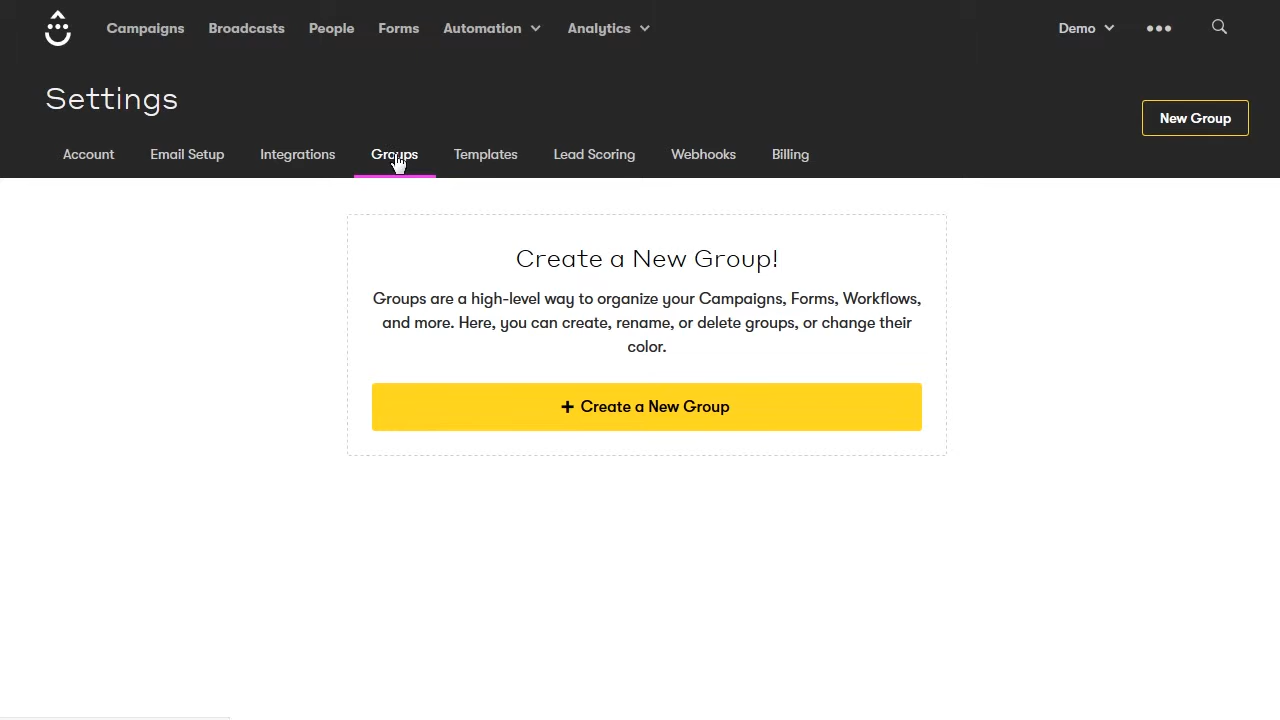 Campaigns Broadcasts People Forms Automation Analytics Demo
Settings
New Group
Account Email Setup Integrations Groups Templates Lead Scoring Webhooks Billing
Create a New Group!
Groups are a high-level way to organize your Campaigns, Forms, Workflows,
and more. Here, you can create, rename, or delete groups, or change their
color.
+ Create a New Group